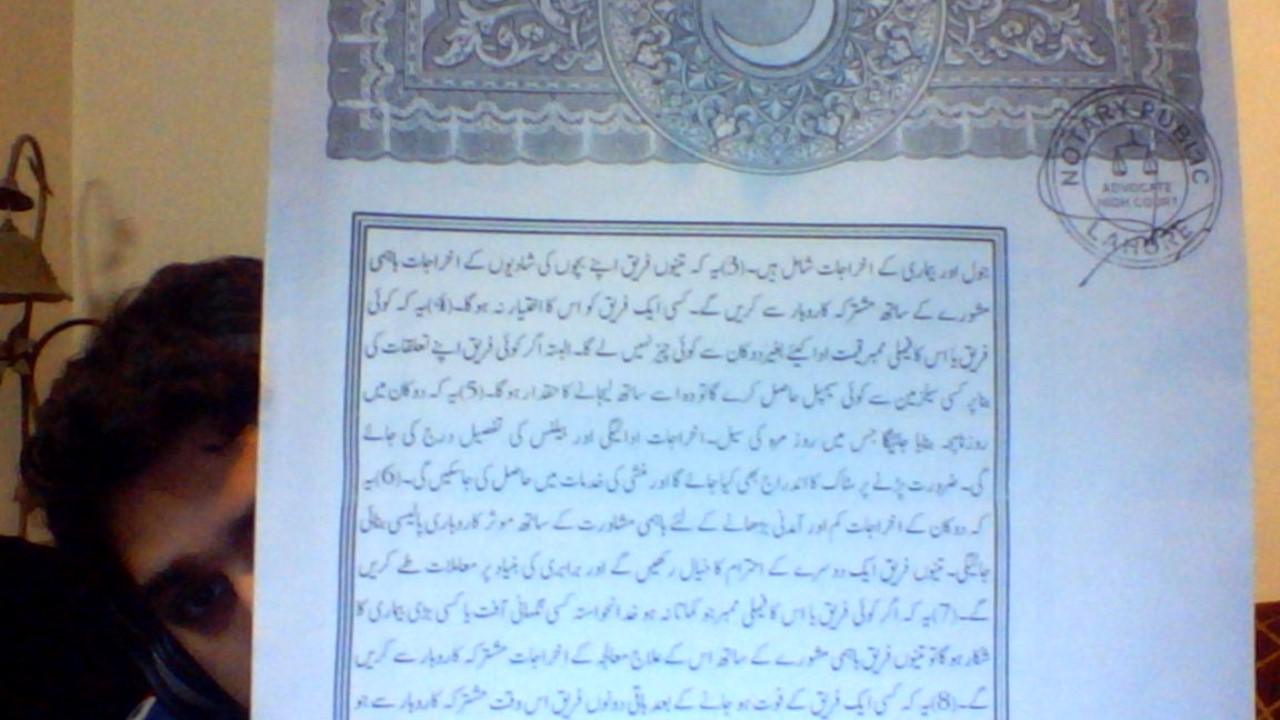 NOTARY PUBLIC
ADVOCATE
HIGH COURT
LAHORE
جول اور بیماری کے اخراجات شامل ہیں۔(3)یہ کہ تینوں فریق اپنے بچوں کی شادیوں کے اخراجات باہمی
مشورے کے ساتھ مشترکہ کاروبار سے کریں گے۔ کسی ایک فریق کو اس کا اختیار نہ ہوگا۔(4)یہ کہ کوئی
فریق یا اس کا فیملی ممبر قیمت ادا کیئے بغیر دوکان سے کوئی چیز نہیں لے گا۔ البتہ اگر کوئی فریق اپنے تعلقات کی
بنا پر کسی سیلزمین سے کوئی سیمپل حاصل کرے گا تو وہ اسے ساتھ لیجانے کا حقدار ہوگا۔(5)یہ کہ دوکان میں
روزنامچہ بنایا جائیگا جس میں روز مرہ کی سیل۔ اخراجات ادائیگی اور بیلنس کی تفصیل درج کی جائے
گی۔ ضرورت پڑنے پر سٹاک کا اندراج بھی کیا جائے گا اور منشی کی خدمات میں حاصل کی جاسکیں گی۔(6)یہ
کہ دوکان کے اخراجات کم اور آمدنی بڑھانے کے لئے باہمی مشاورت کے ساتھ موثر کاروباری پالیسی بنائی
جائیگی۔ تینوں فریق ایک دوسرے کے احترام کا خیال رکھیں گے اور برابری کی بنیاد پر معاملات طے کریں
گے۔(7)یہ کہ اگر کوئی فریق یا اس کا فیملی ممبر جو کماتا نہ ہو خدانخواستہ کسی ناگہانی آفت یا کسی بڑی بیماری کا
شکار ہوگا تو تینوں فریق باہمی مشورے کے ساتھ اس کے علاج معالجہ کے اخراجات مشترکہ کاروبار سے کریں
گے۔(8)یہ کہ کسی ایک فریق کے فوت ہو جانے کے بعد باقی دونوں فریق اس وقت مشترکہ کاروبار سے جو